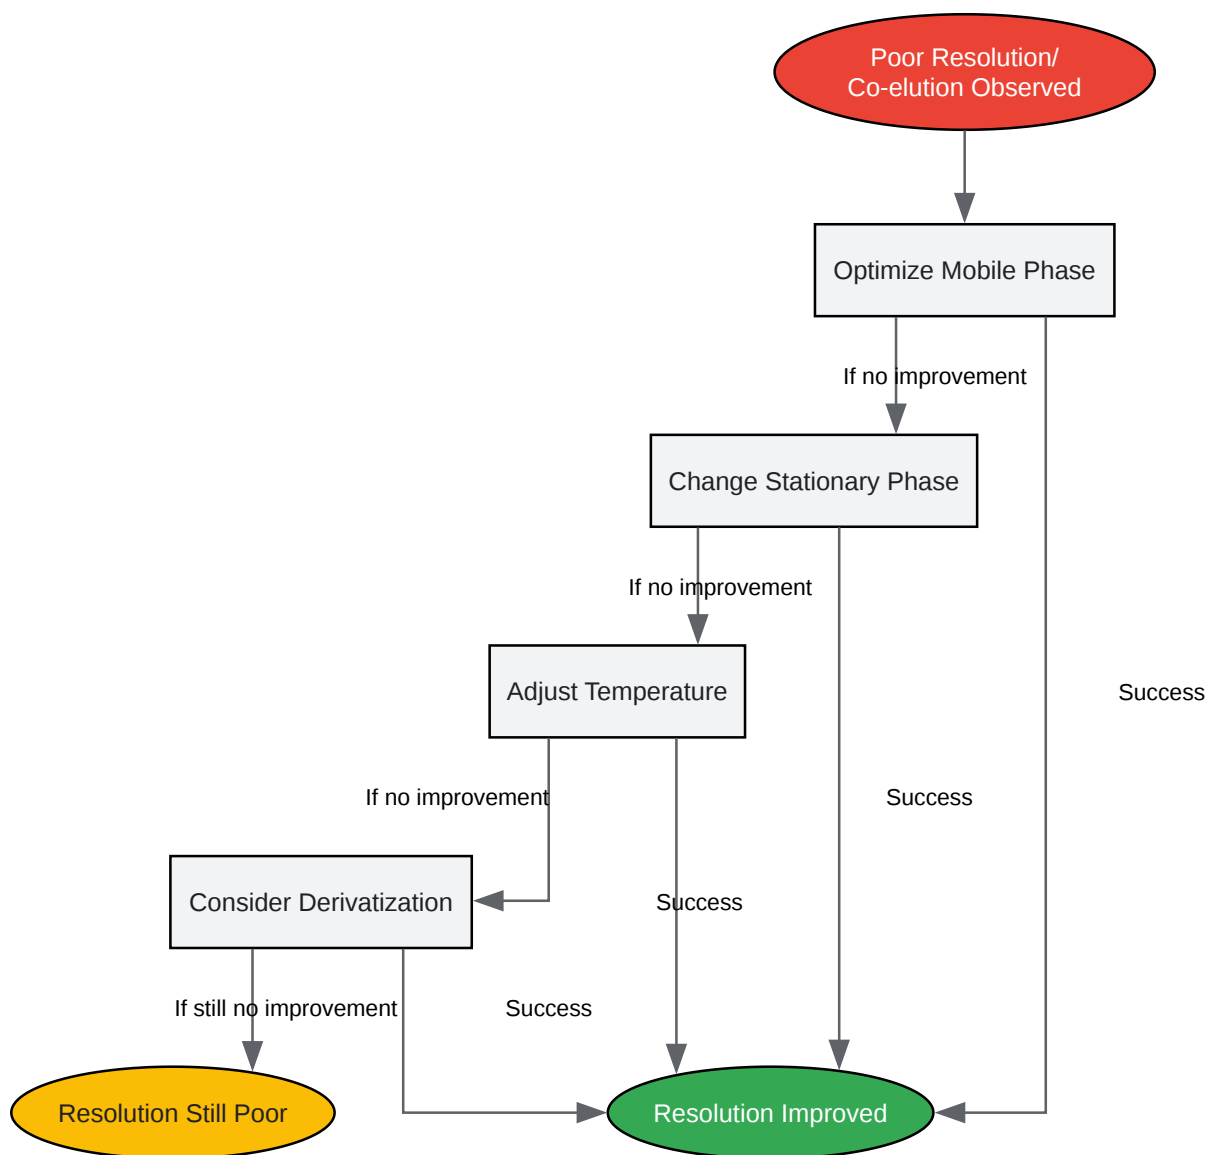 Poor Resolution/
Co-elution Observed
Optimize Mobile Phase
If no improvement
Change Stationary Phase
If no improvement
Adjust Temperature
Success
If no improvement
Success
Consider Derivatization
Success
If still no improvement
Success
Resolution Still Poor
Resolution Improved